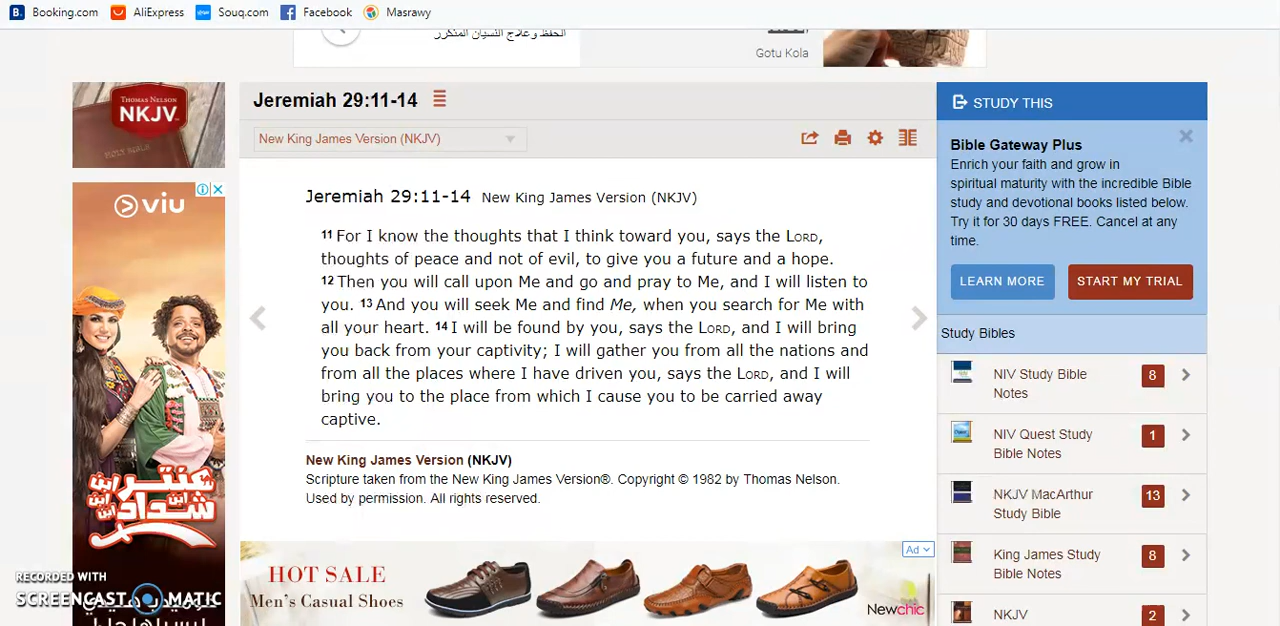 Booking.com AliExpress Souq.com Facebook Masrawy
الحفظ وعلاج النسيان المتكرر
Gotu Kola
THOMAS NELSON
NKJV
HOLY BIBLE
viu
عنتر ابن
ابن ابن
شداد
RECORDED WITH
SCREENCAST MATIC
Jeremiah 29:11-14
New King James Version (NKJV)
Jeremiah 29:11-14 New King James Version (NKJV)
11 For I know the thoughts that I think toward you, says the LORD,
thoughts of peace and not of evil, to give you a future and a hope.
12 Then you will call upon Me and go and pray to Me, and I will listen to
you. 13 And you will seek Me and find Me, when you search for Me with
all your heart. 14 I will be found by you, says the LORD, and I will bring
you back from your captivity; I will gather you from all the nations and
from all the places where I have driven you, says the LORD, and I will
bring you to the place from which I cause you to be carried away
captive.
New King James Version (NKJV)
Scripture taken from the New King James Version®. Copyright © 1982 by Thomas Nelson.
Used by permission. All rights reserved.
Ad
HOT SALE
Men's Casual Shoes
Newchic
STUDY THIS
Bible Gateway Plus
Enrich your faith and grow in
spiritual maturity with the incredible Bible
study and devotional books listed below.
Try it for 30 days FREE. Cancel at any
time.
LEARN MORE START MY TRIAL
Study Bibles
NIV Study Bible 8
Notes
NIV Quest Study 1
Bible Notes
NKJV MacArthur 13
Study Bible
King James Study 8
Bible Notes
NKJV 2